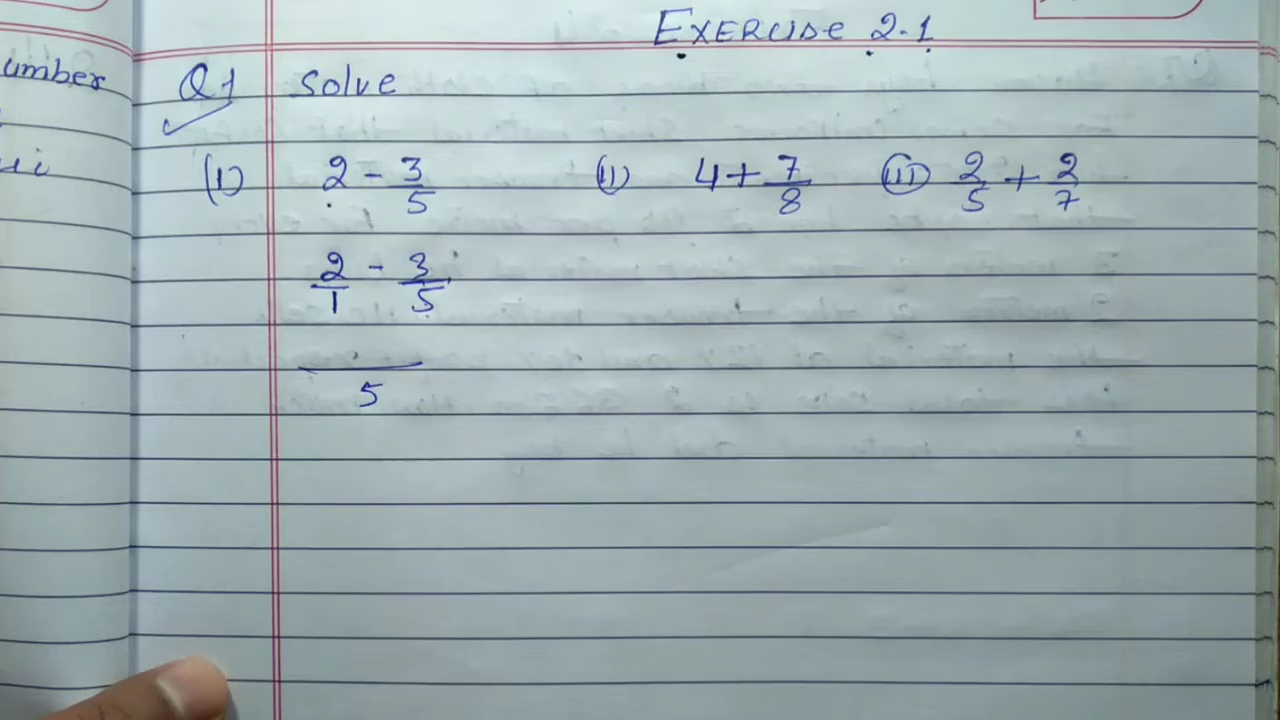 Exercise 2.1
umber
Q1 Solve
(i) 2 - 3/5 (ii) 4 + 7/8 (iii) 2/5 + 2/7
2/1 - 3/5
5